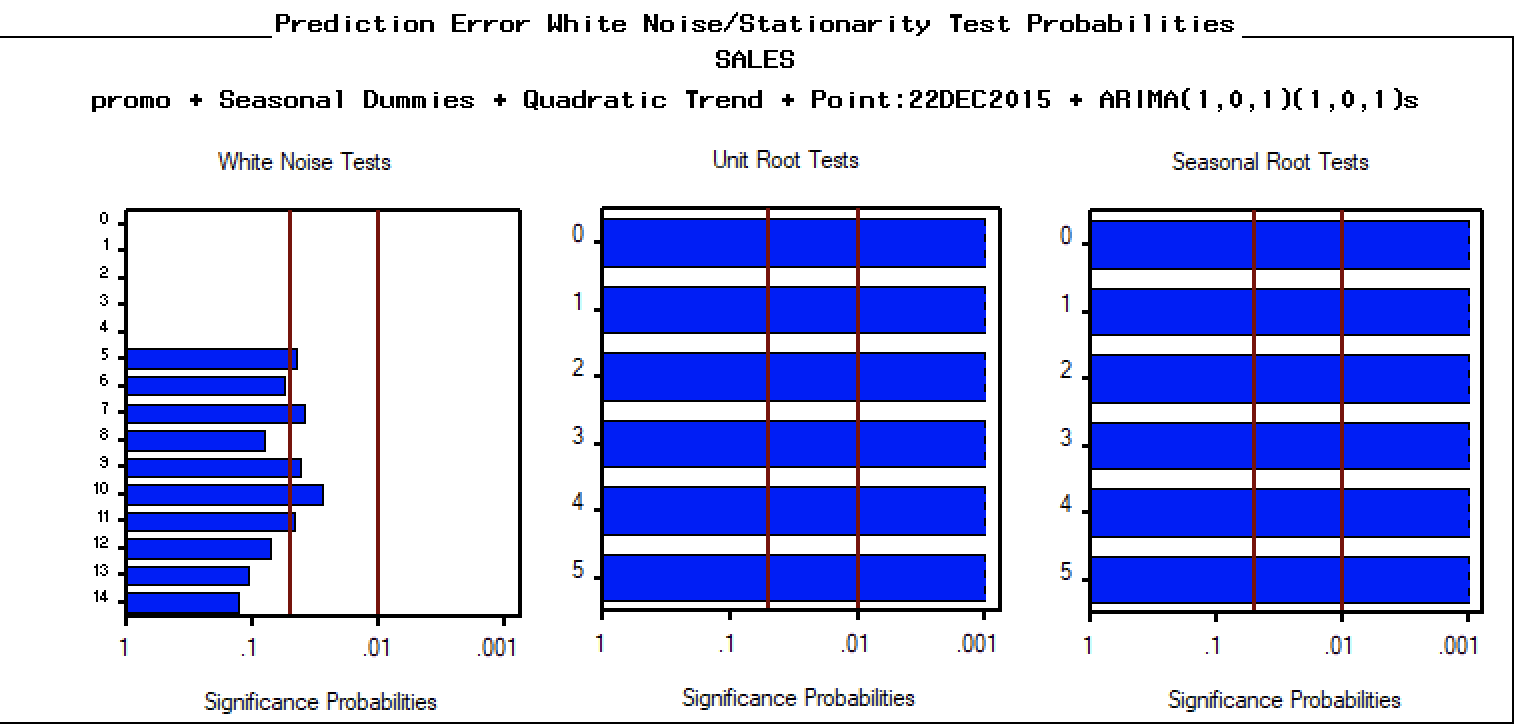 Prediction Error White Noise/Stationarity Test Probabilities
SALES
promo + Seasonal Dummies + Quadratic Trend + Point:22DEC2015 + ARIMA(1,0,1)(1,0,1)s
White Noise Tests
0
1
2
3
4
5
6
7
8
9
10
11
12
13
14
1 .1 .01 .001
Significance Probabilities
Unit Root Tests
0
1
2
3
4
5
1 .1 .01 .001
Significance Probabilities
Seasonal Root Tests
0
1
2
3
4
5
1 .1 .01 .001
Significance Probabilities